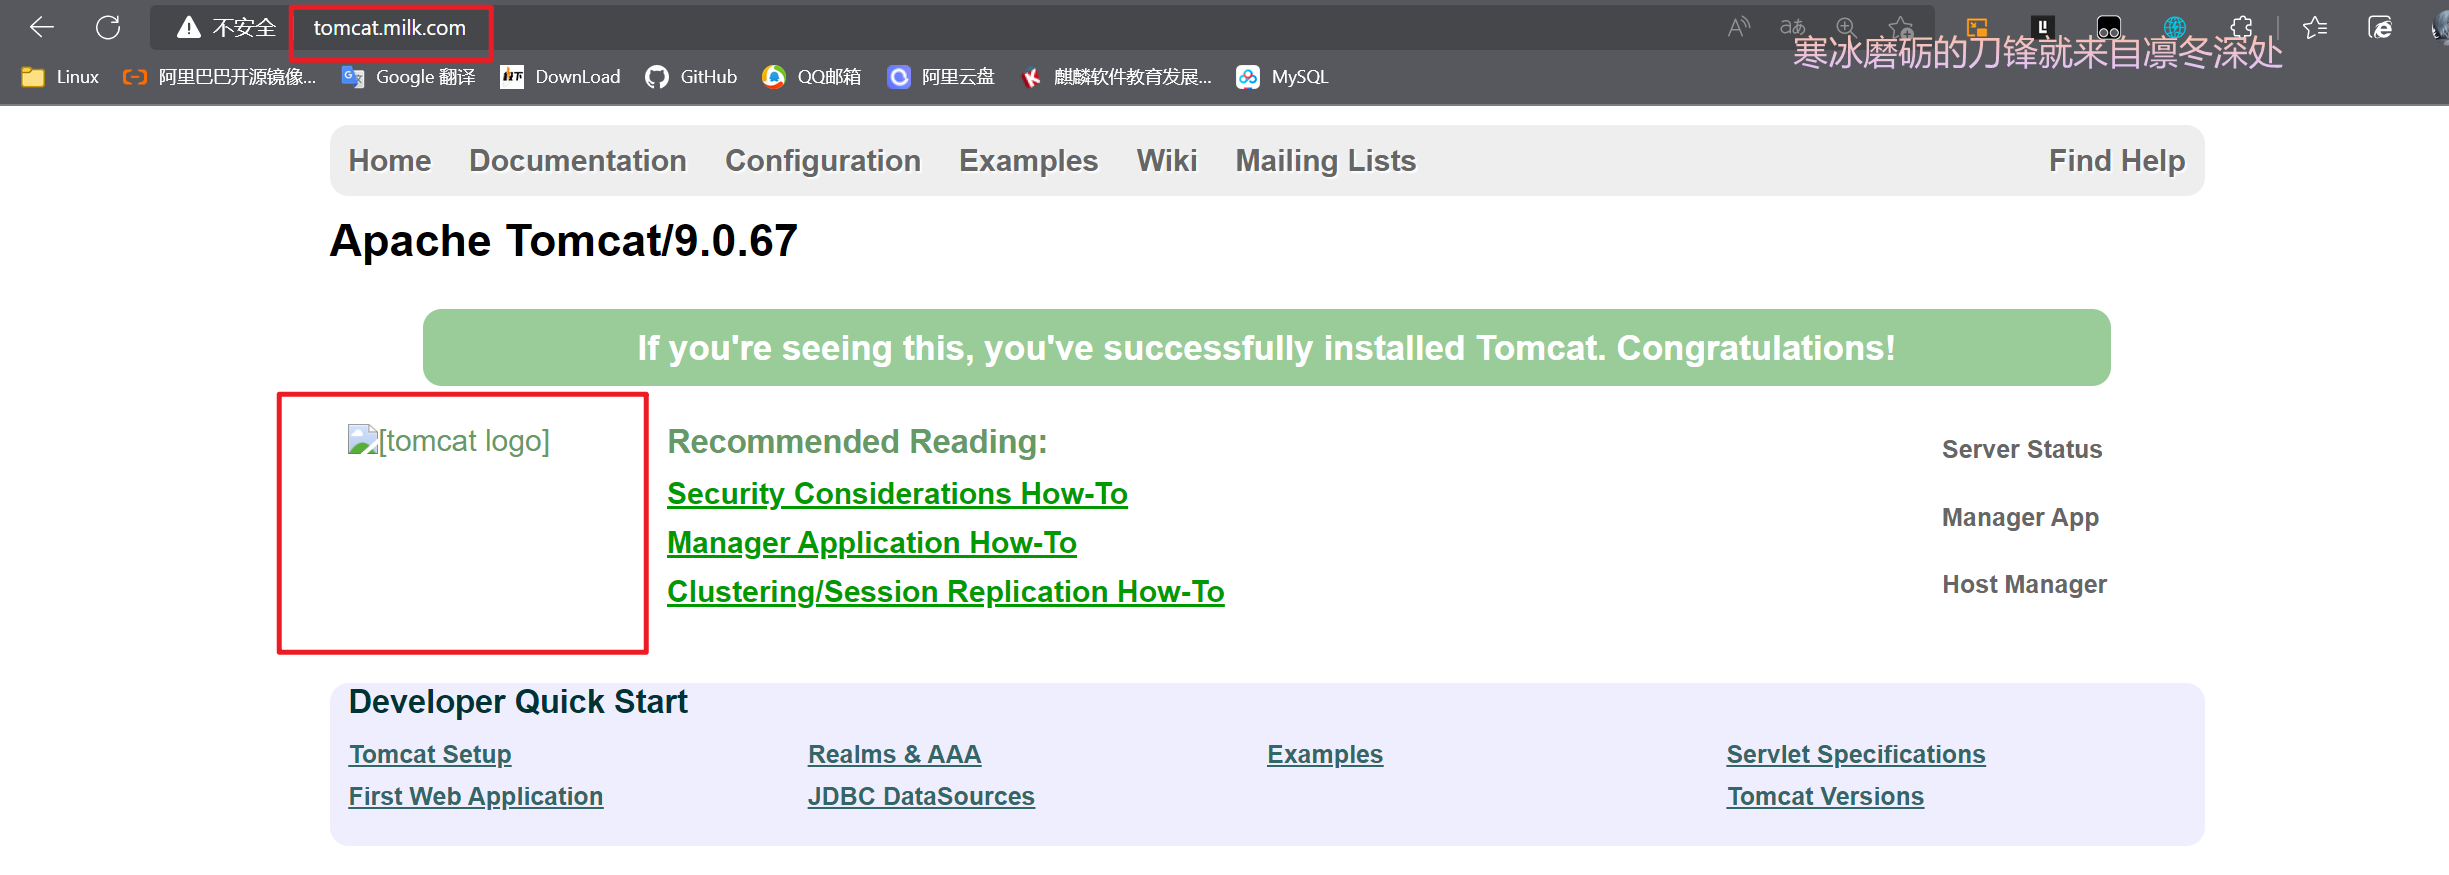 不安全 tomcat.milk.com
寒冰磨砺的刀锋就来自凛冬深处
Linux 阿里巴巴开源镜像... Google 翻译 DownLoad GitHub QQ邮箱 阿里云盘 麒麟软件教育发展... MySQL
Home Documentation Configuration Examples Wiki Mailing Lists Find Help
Apache Tomcat/9.0.67
If you're seeing this, you've successfully installed Tomcat. Congratulations!
[tomcat logo]
Recommended Reading:
Security Considerations How-To
Manager Application How-To
Clustering/Session Replication How-To
Server Status
Manager App
Host Manager
Developer Quick Start
Tomcat Setup Realms & AAA Examples Servlet Specifications
First Web Application JDBC DataSources Tomcat Versions